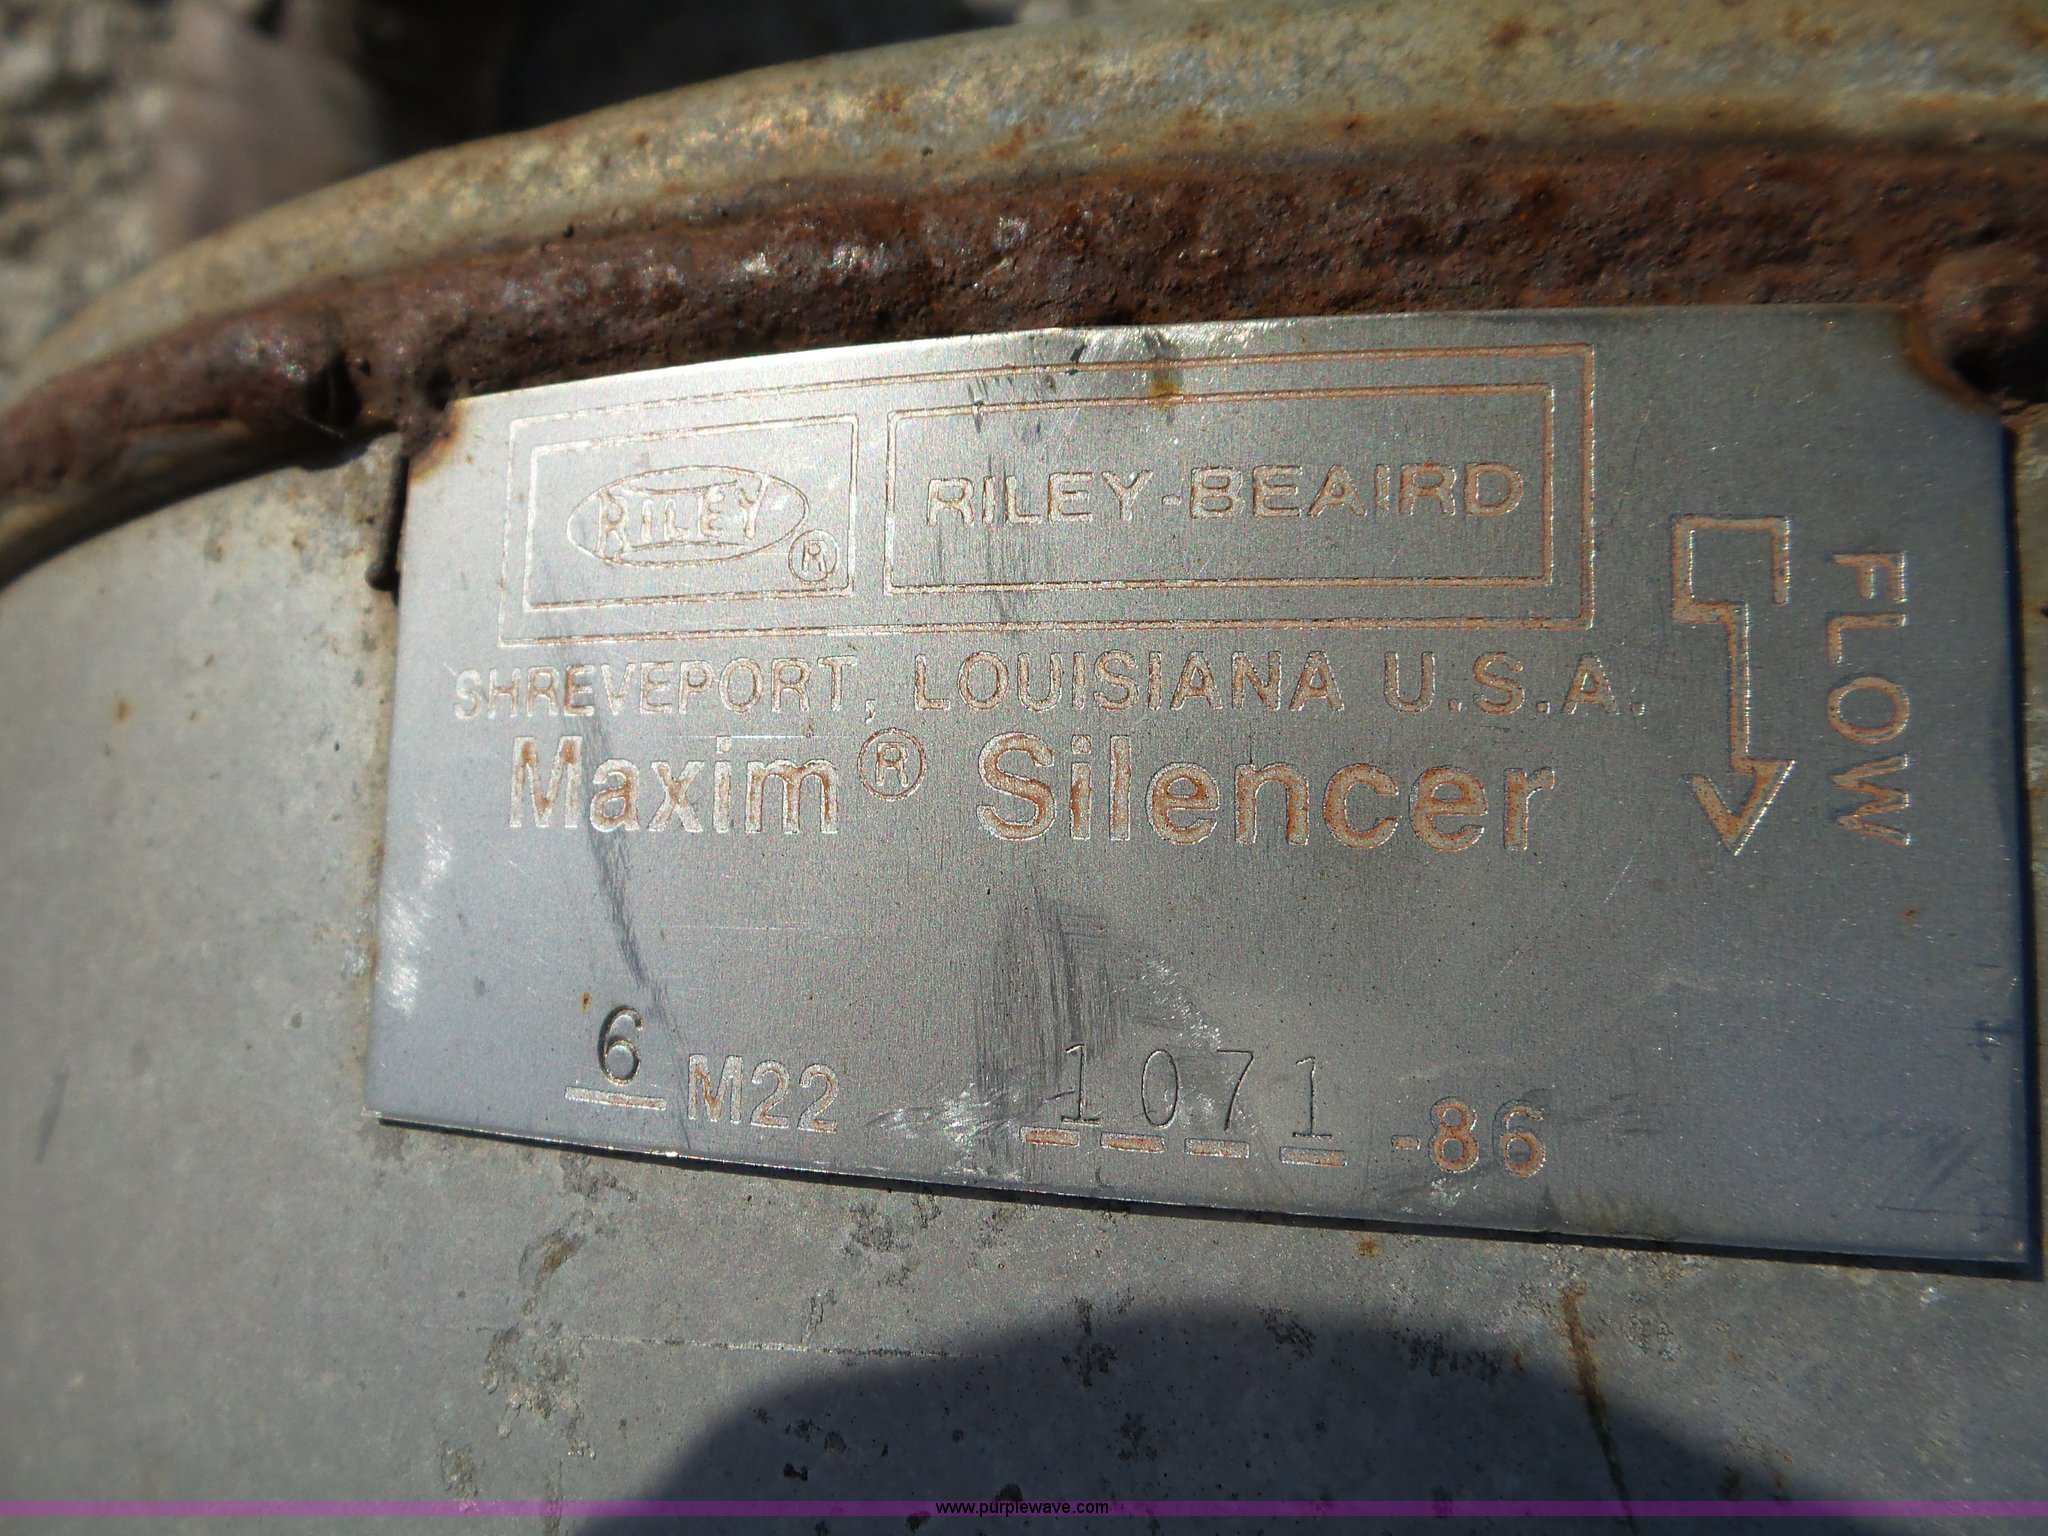 RILEY ®
RILEY-BEAIRD
SHREVEPORT, LOUISIANA U.S.A.
Maxim® Silencer
FLOW
6 M22 1071 -86
www.purplewave.com